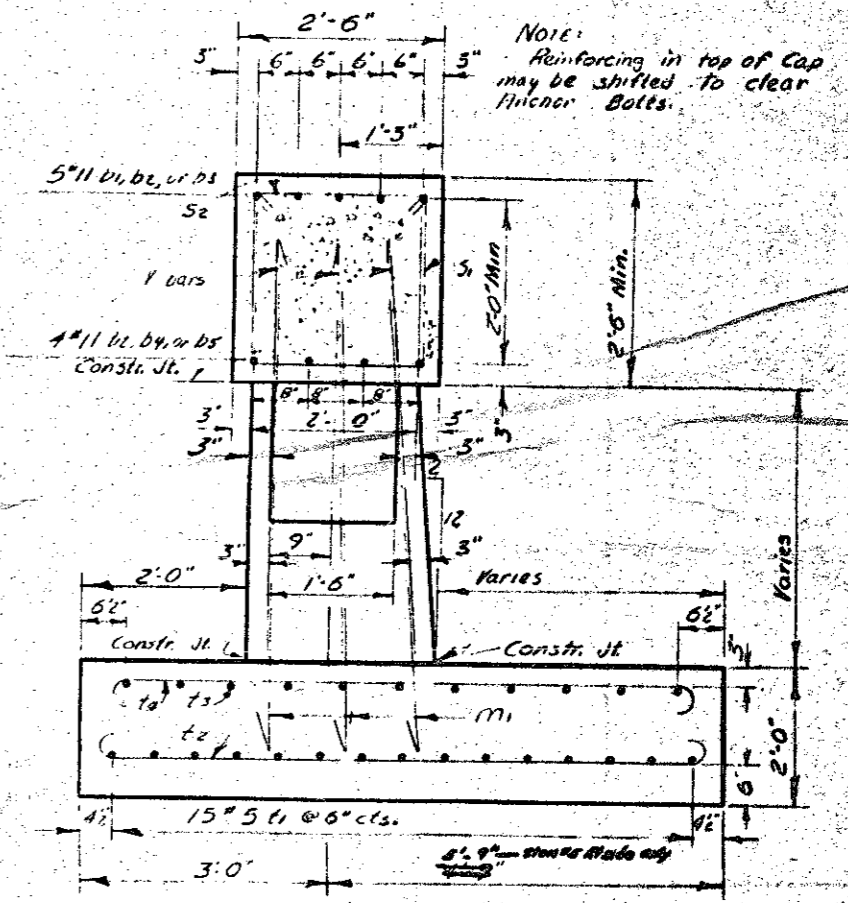 2'-6"
NOTE:
Reinforcing in top of Cap
may be shifted to clear
Anchor Bolts.
3" 6" 6" 6" 6" 3"
1'-3"
5#11 b1, b2, or b3
S2
V bars
S1
2'-0" Min
2'-6" Min.
4#11 b2, b4, or b5
Constr. Jt.
8" 8" 8"
3" 2'-0" 3"
3"
3" 3"
2
12
9"
3" 3"
2'-0" 1'-6" Varies
Varies
6½" 6½"
Constr. Jt. Constr. Jt.
3"
t4 t3
m1
t2
2'-0"
6"
4½" 15#5 t1 @ 6" cts. 4½"
3'-0"